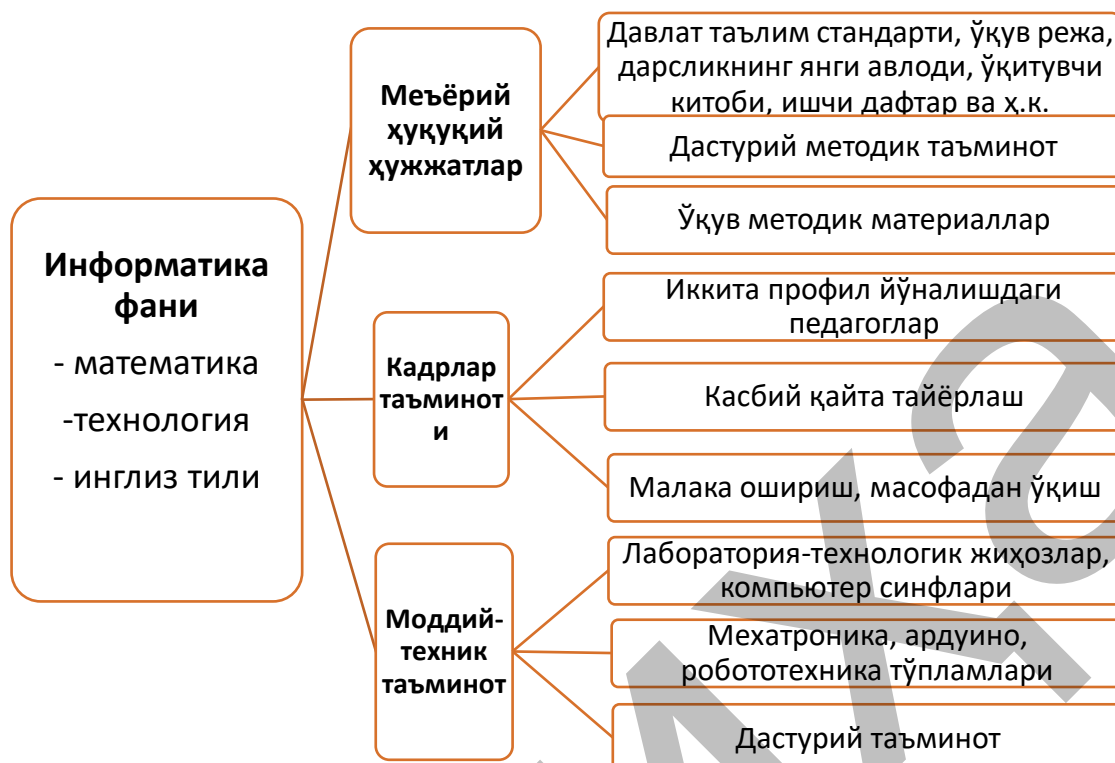 Информатика
фани
- математика
-технология
- инглиз тили
Меъёрий
ҳуқуқий
ҳужжатлар
Давлат таълим стандарти, ўқув режа,
дарсликнинг янги авлоди, ўқитувчи
китоби, ишчи дафтар ва ҳ.к.
Дастурий методик таъминот
Ўқув методик материаллар
Кадрлар
таъминот
и
Иккита профил йўналишдаги
педагоглар
Касбий қайта тайёрлаш
Малака ошириш, масофадан ўқиш
Моддий-
техник
таъминот
Лаборатория-технологик жиҳозлар,
компьютер синфлари
Мехатроника, ардуино,
робототехника тўпламлари
Дастурий таъминот